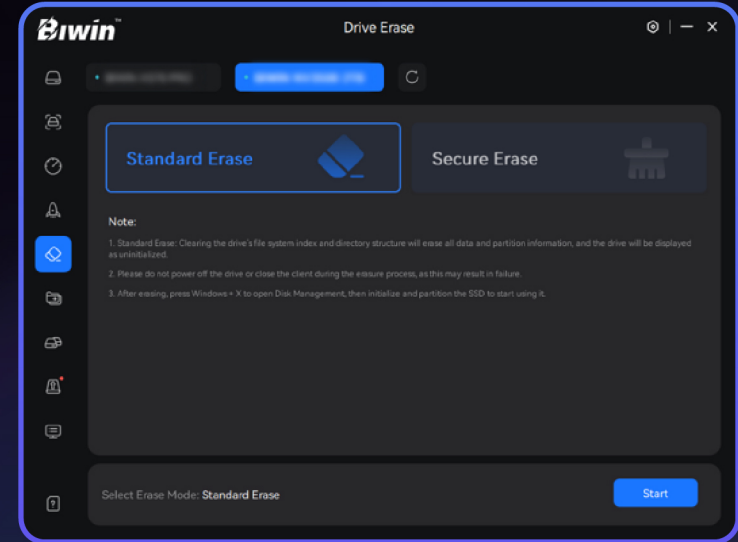 Biwin™
Drive Erase
Standard Erase
Secure Erase
Note:
1. Standard Erase: Clearing the drive's file system index and directory structure will erase all data and partition information, and the drive will be displayed
as uninitialized.
2. Please do not power off the drive or close the client during the erasure process, as this may result in failure.
3. After erasing, press Windows + X to open Disk Management, then initialize and partition the SSD to start using it.
Select Erase Mode: Standard Erase
Start